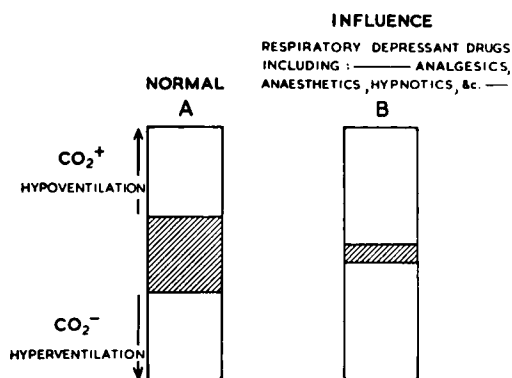 INFLUENCE
RESPIRATORY DEPRESSANT DRUGS
INCLUDING : —— ANALGESICS,
ANAESTHETICS, HYPNOTICS, &c. —
NORMAL
A
B
CO₂⁺
HYPOVENTILATION
CO₂⁻
HYPERVENTILATION